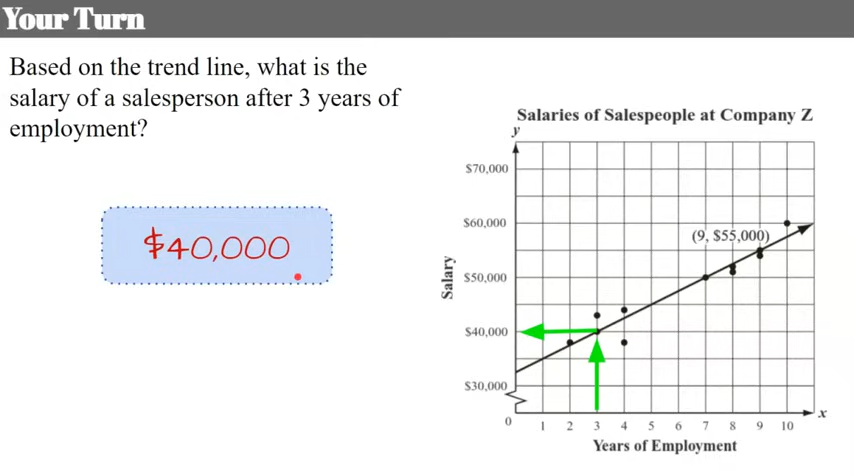 Your Turn
Based on the trend line, what is the
salary of a salesperson after 3 years of
employment?
$40,000
Salaries of Salespeople at Company Z
y
$70,000
$60,000
(9, $55,000)
$50,000
Salary
$40,000
$30,000
0 1 2 3 4 5 6 7 8 9 10 x
Years of Employment